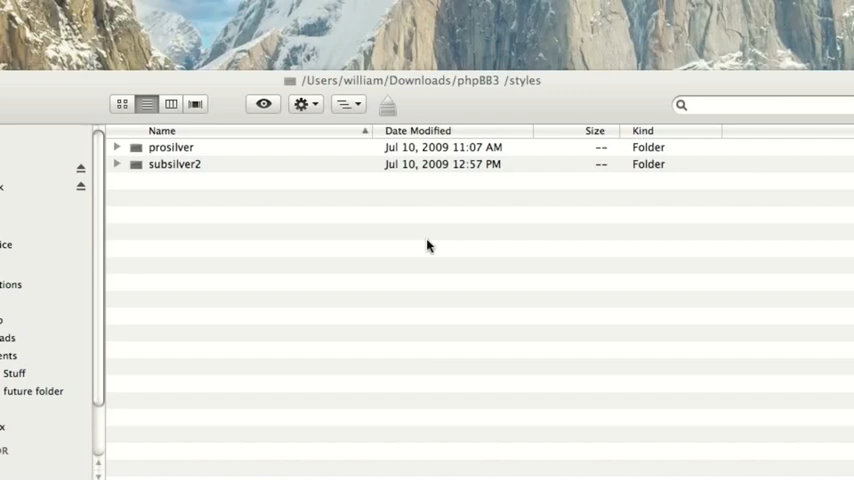 /Users/william/Downloads/phpBB3 /styles
Name Date Modified Size Kind
prosilver Jul 10, 2009 11:07 AM -- Folder
subsilver2 Jul 10, 2009 12:57 PM -- Folder
x
ice
tions
o
ads
ents
Stuff
future folder
x
OR